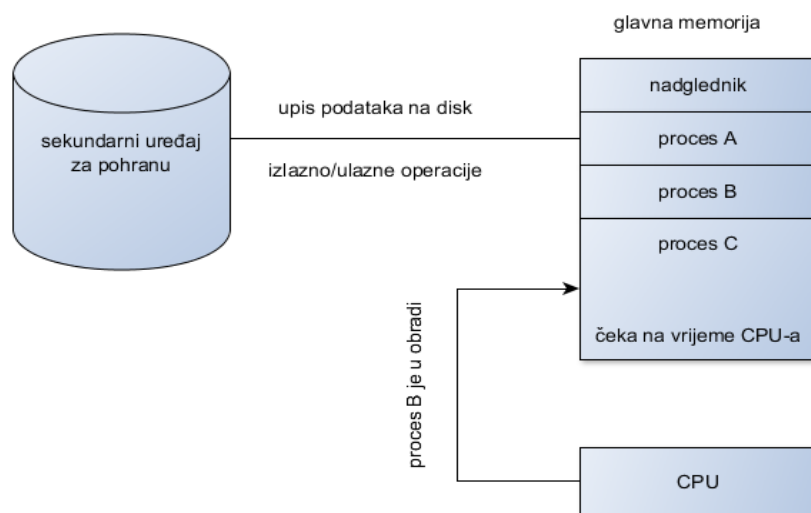 glavna memorija
nadglednik
upis podataka na disk
sekundarni uređaj
za pohranu
proces A
izlazno/ulazne operacije
proces B
proces C
proces B je u obradi
čeka na vrijeme CPU-a
CPU